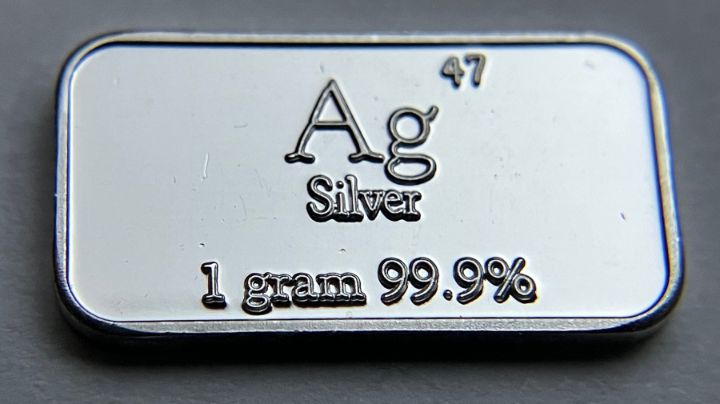 47
Ag
Silver
1 gram 99.9%